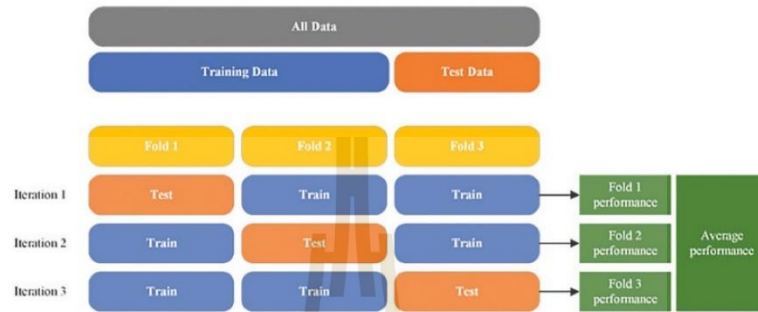 All Data
Training Data Test Data
Fold 1 Fold 2 Fold 3
Iteration 1 Test Train Train Fold 1 performance
Iteration 2 Train Test Train Fold 2 performance Average performance
Iteration 3 Train Train Test Fold 3 performance